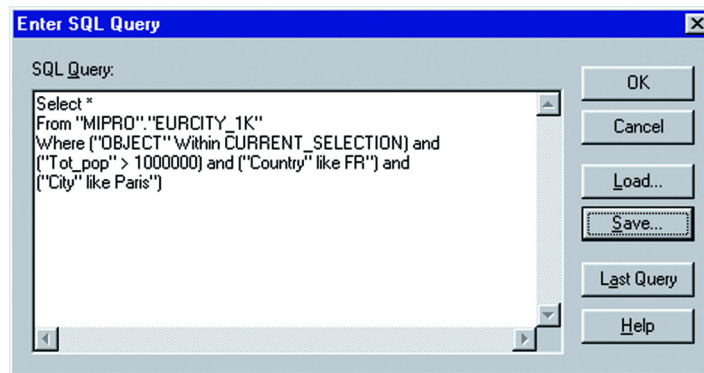 Enter SQL Query
SQL Query:
Select *
From "MIPRO"."EURCITY_1K"
Where ("OBJECT" Within CURRENT_SELECTION) and
("Tot_pop" > 1000000) and ("Country" like FR") and
("City" like Paris")
OK
Cancel
Load...
Save...
Last Query
Help